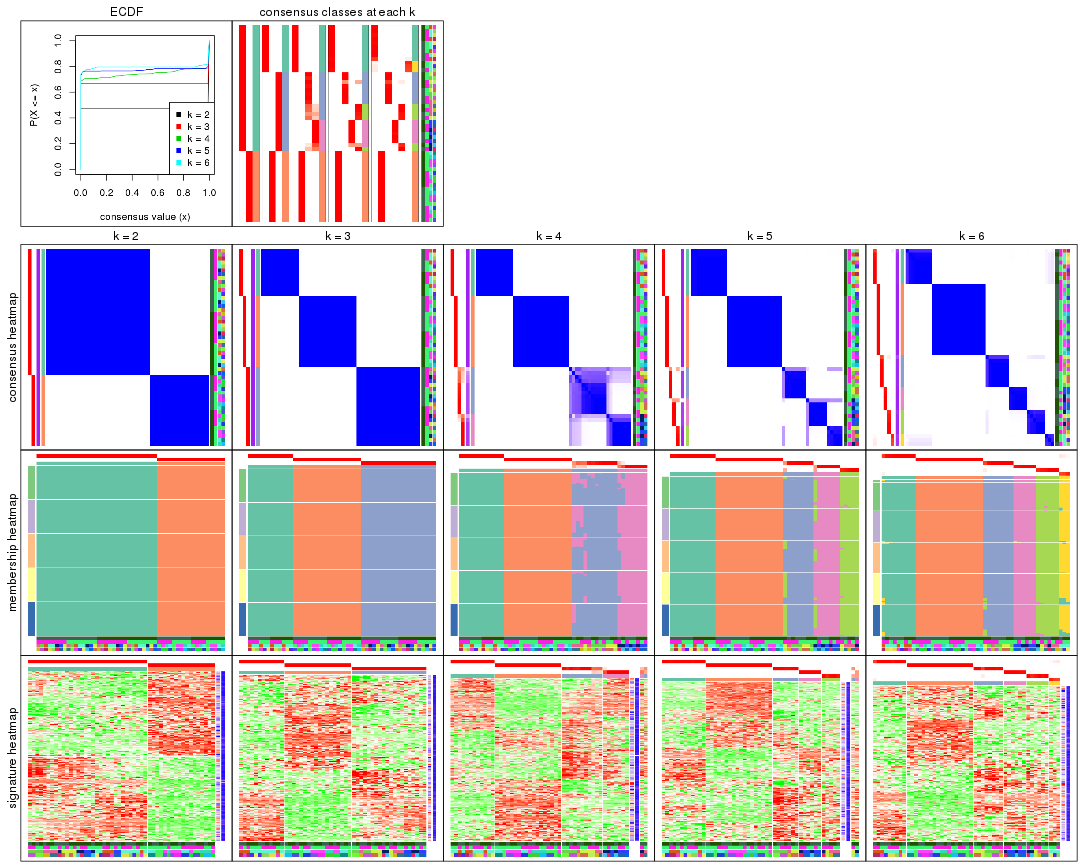 ECDF
consensus classes at each k
P(X <= x)
0.0 0.2 0.4 0.6 0.8 1.0
k = 2
k = 3
k = 4
k = 5
k = 6
0.0 0.2 0.4 0.6 0.8 1.0
consensus value (x)
k = 2 k = 3 k = 4 k = 5 k = 6
consensus heatmap
membership heatmap
signature heatmap